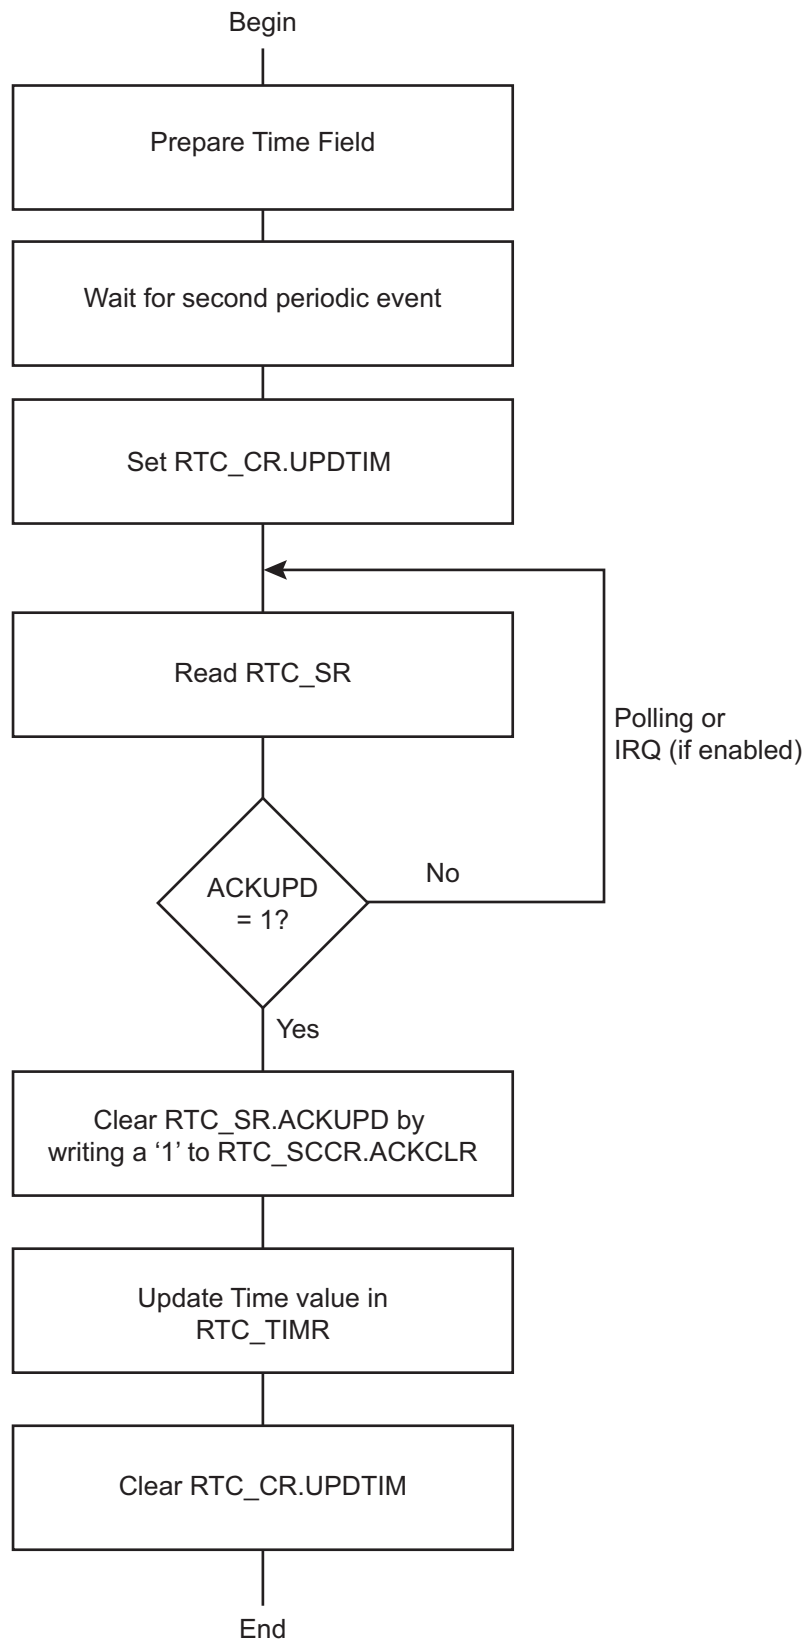 Begin
Prepare Time Field
Wait for second periodic event
Set RTC_CR.UPDTIM
Read RTC_SR
Polling or
IRQ (if enabled)
ACKUPD
= 1?
No
Yes
Clear RTC_SR.ACKUPD by
writing a ‘1’ to RTC_SCCR.ACKCLR
Update Time value in
RTC_TIMR
Clear RTC_CR.UPDTIM
End